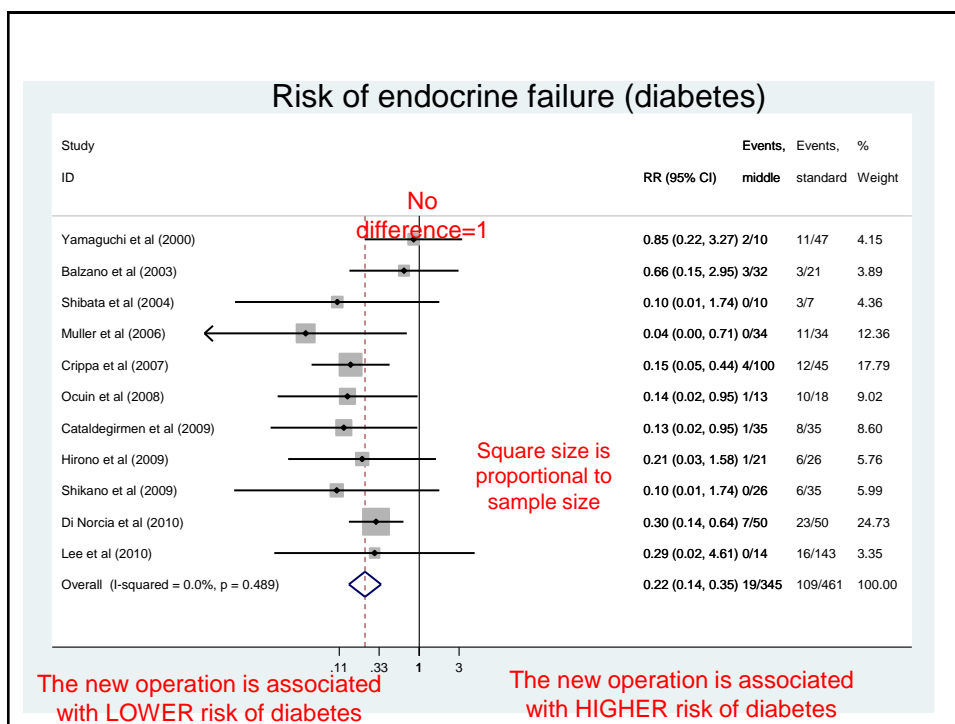 Risk of endocrine failure (diabetes)
Study Events, Events, %
ID RR (95% CI) middle standard Weight
No
difference=1
Yamaguchi et al (2000) 0.85 (0.22, 3.27) 2/10 11/47 4.15
Balzano et al (2003) 0.66 (0.15, 2.95) 3/32 3/21 3.89
Shibata et al (2004) 0.10 (0.01, 1.74) 0/10 3/7 4.36
Muller et al (2006) 0.04 (0.00, 0.71) 0/34 11/34 12.36
Crippa et al (2007) 0.15 (0.05, 0.44) 4/100 12/45 17.79
Ocuin et al (2008) 0.14 (0.02, 0.95) 1/13 10/18 9.02
Cataldegirmen et al (2009) 0.13 (0.02, 0.95) 1/35 8/35 8.60
Hirono et al (2009) 0.21 (0.03, 1.58) 1/21 6/26 5.76
Shikano et al (2009) 0.10 (0.01, 1.74) 0/26 6/35 5.99
Di Norcia et al (2010) 0.30 (0.14, 0.64) 7/50 23/50 24.73
Lee et al (2010) 0.29 (0.02, 4.61) 0/14 16/143 3.35
Overall (I-squared = 0.0%, p = 0.489) 0.22 (0.14, 0.35) 19/345 109/461 100.00
Square size is
proportional to
sample size
.11 .33 1 3
The new operation is associated
with LOWER risk of diabetes
The new operation is associated
with HIGHER risk of diabetes